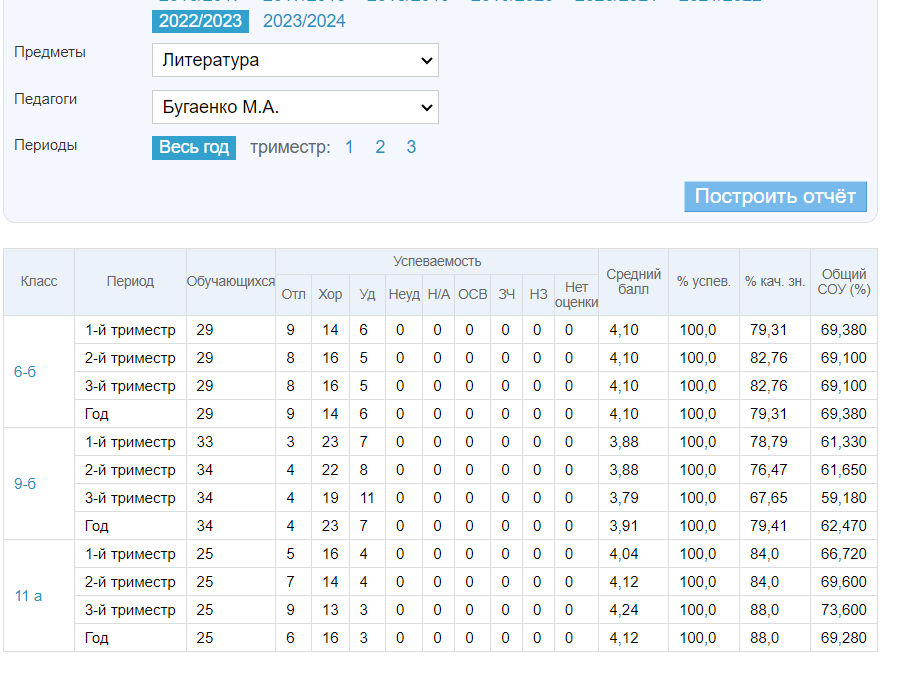 2022/2023 2023/2024
Предметы Литература
Педагоги Бугаенко М.А.
Периоды Весь год триместр: 1 2 3
Построить отчёт
Класс Период Обучающихся Успеваемость Средний балл % успев. % кач. зн. Общий СОУ (%)
Отл Хор Уд Неуд Н/А ОСВ ЗЧ НЗ Нет оценки
6-б
1-й триместр 29 9 14 6 0 0 0 0 0 0 4,10 100,0 79,31 69,380
2-й триместр 29 8 16 5 0 0 0 0 0 0 4,10 100,0 82,76 69,100
3-й триместр 29 8 16 5 0 0 0 0 0 0 4,10 100,0 82,76 69,100
Год 29 9 14 6 0 0 0 0 0 0 4,10 100,0 79,31 69,380
9-б
1-й триместр 33 3 23 7 0 0 0 0 0 0 3,88 100,0 78,79 61,330
2-й триместр 34 4 22 8 0 0 0 0 0 0 3,88 100,0 76,47 61,650
3-й триместр 34 4 19 11 0 0 0 0 0 0 3,79 100,0 67,65 59,180
Год 34 4 23 7 0 0 0 0 0 0 3,91 100,0 79,41 62,470
11 а
1-й триместр 25 5 16 4 0 0 0 0 0 0 4,04 100,0 84,0 66,720
2-й триместр 25 7 14 4 0 0 0 0 0 0 4,12 100,0 84,0 69,600
3-й триместр 25 9 13 3 0 0 0 0 0 0 4,24 100,0 88,0 73,600
Год 25 6 16 3 0 0 0 0 0 0 4,12 100,0 88,0 69,280